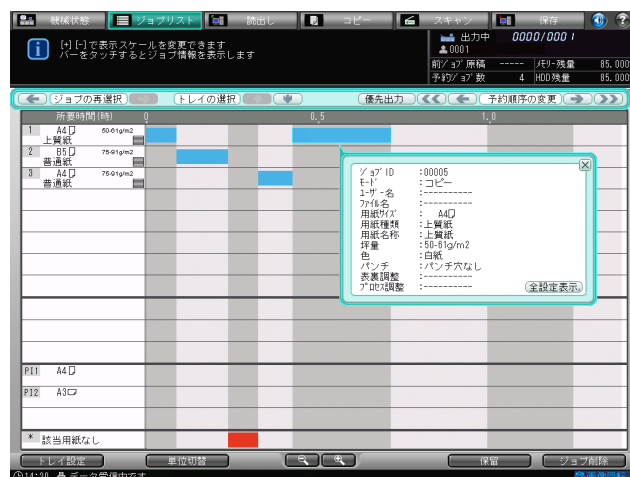 機械状態 ジョブリスト 読出し コピー スキャン 保存
[+] [-]で表示スケールを変更できます
バーをタッチするとジョブ情報を表示します
出力中 0000/0001
0001
前ｼﾞｮﾌﾞ原稿 ----- ﾒﾓﾘｰ残量 85.000
予約ｼﾞｮﾌﾞ数 4 HDD残量 85.000
ジョブの再選択 トレイの選択 優先出力 予約順序の変更
所要時間(時) 0 0.5 1.0
1 A4 50-61g/m2
上質紙
2 B5 75-91g/m2
普通紙
3 A4 75-91g/m2
普通紙
ｼﾞｮﾌﾞID :00005
ﾓｰﾄﾞ :コピー
ﾕｰｻﾞｰ名 :----------
ﾌｧｲﾙ名 :----------
用紙ｻｲｽﾞ : A4
用紙種類 :上質紙
用紙名称 :上質紙
坪量 :50-61g/m2
色 :白紙
パンチ :パンチ穴なし
表裏調整 :----------
ﾌﾟﾛｾｽ調整 :----------
全設定表示
PI1 A4
PI2 A3
* 該当用紙なし
トレイ設定 単位切替 保留 ジョブ削除
14:20 データ受信中です 画像回転